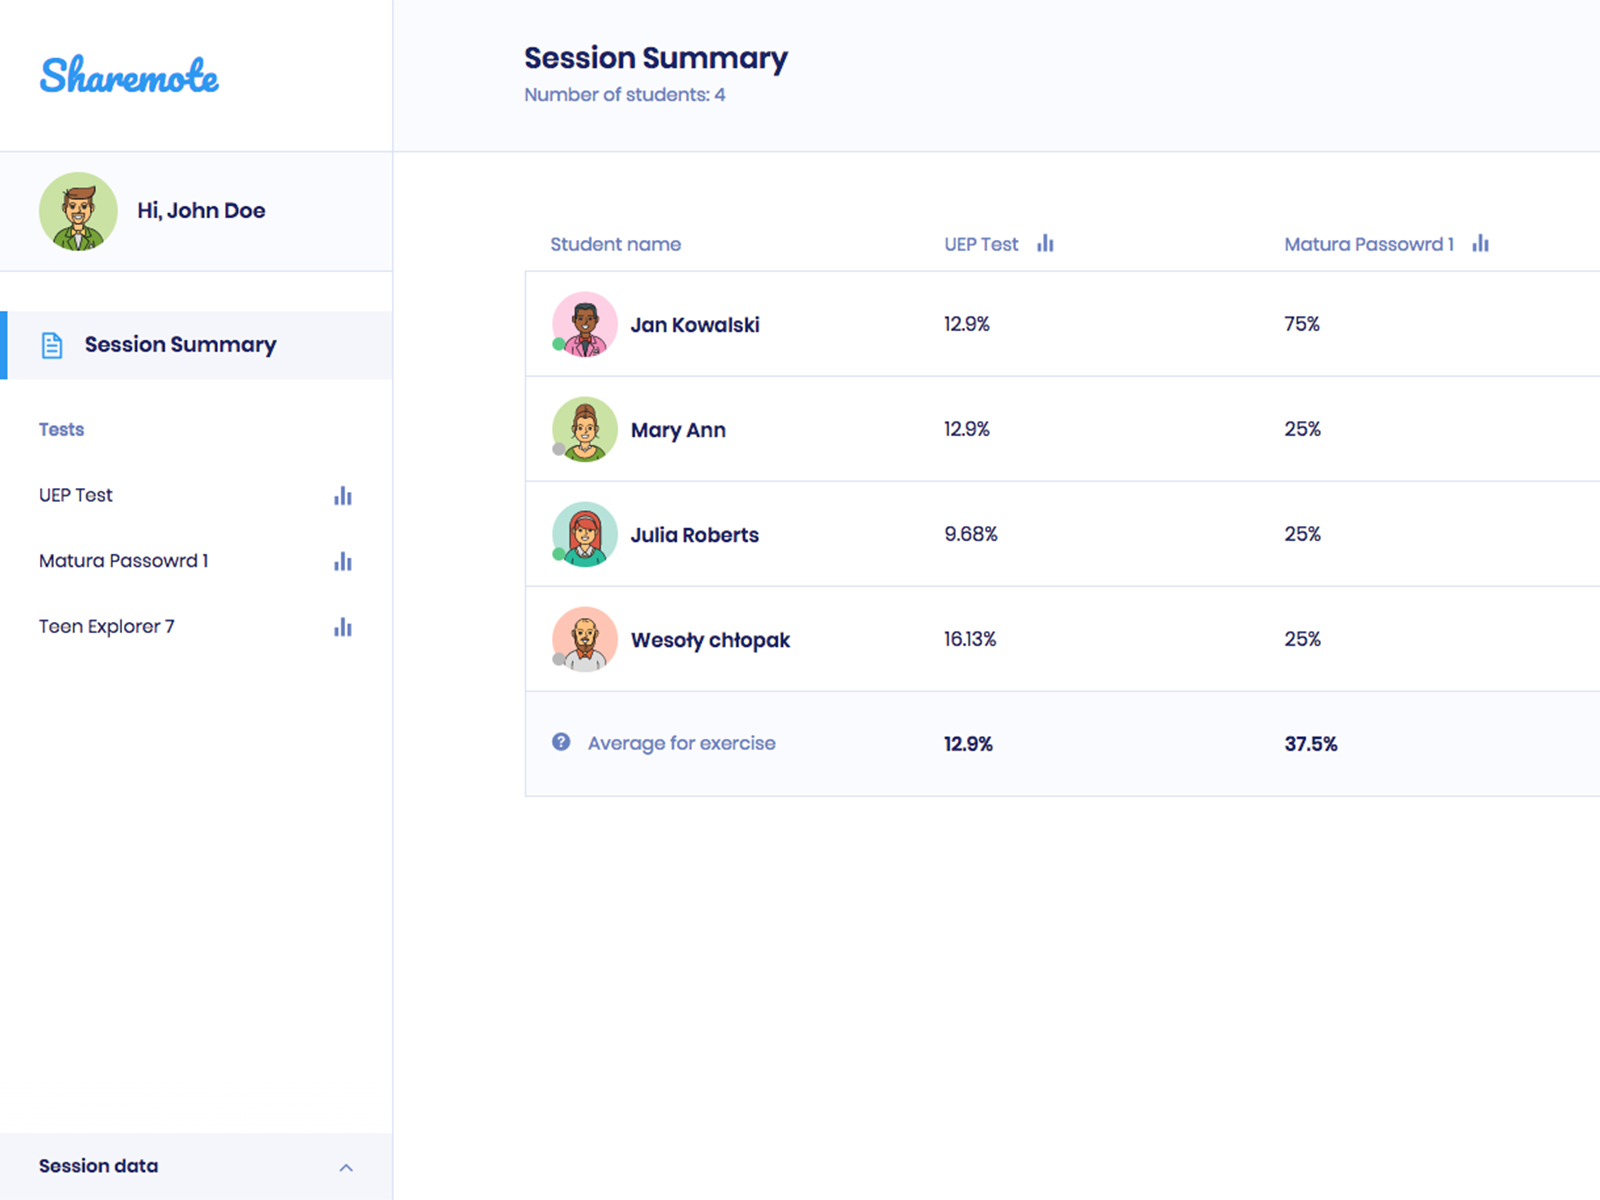 Sharemote
Session Summary
Number of students: 4
Hi, John Doe
Session Summary
Tests
UEP Test
Matura Passowrd 1
Teen Explorer 7
Session data
Student name UEP Test Matura Passowrd 1
Jan Kowalski 12.9% 75%
Mary Ann 12.9% 25%
Julia Roberts 9.68% 25%
Wesoły chłopak 16.13% 25%
? Average for exercise 12.9% 37.5%